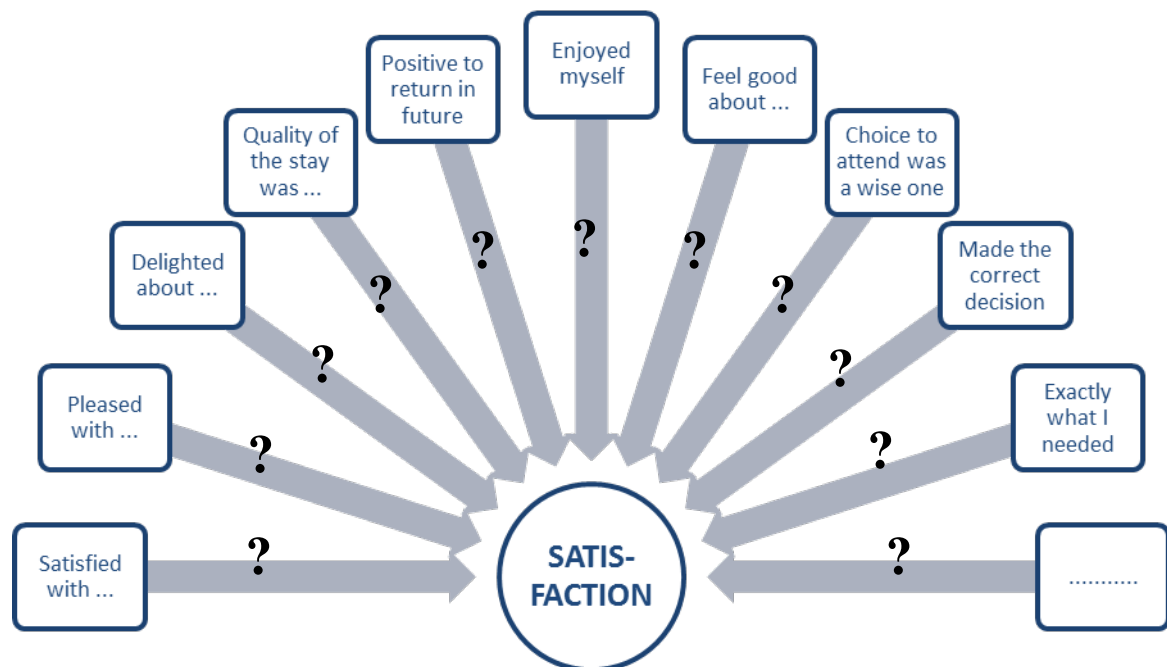 Satisfied
with ...
?
Pleased
with ...
?
Delighted
about ...
?
Quality of
the stay
was ...
?
Positive to
return in
future
?
Enjoyed
myself
?
Feel good
about ...
?
Choice to
attend was
a wise one
?
Made the
correct
decision
?
Exactly
what I
needed
?
...........
?
SATIS-
FACTION